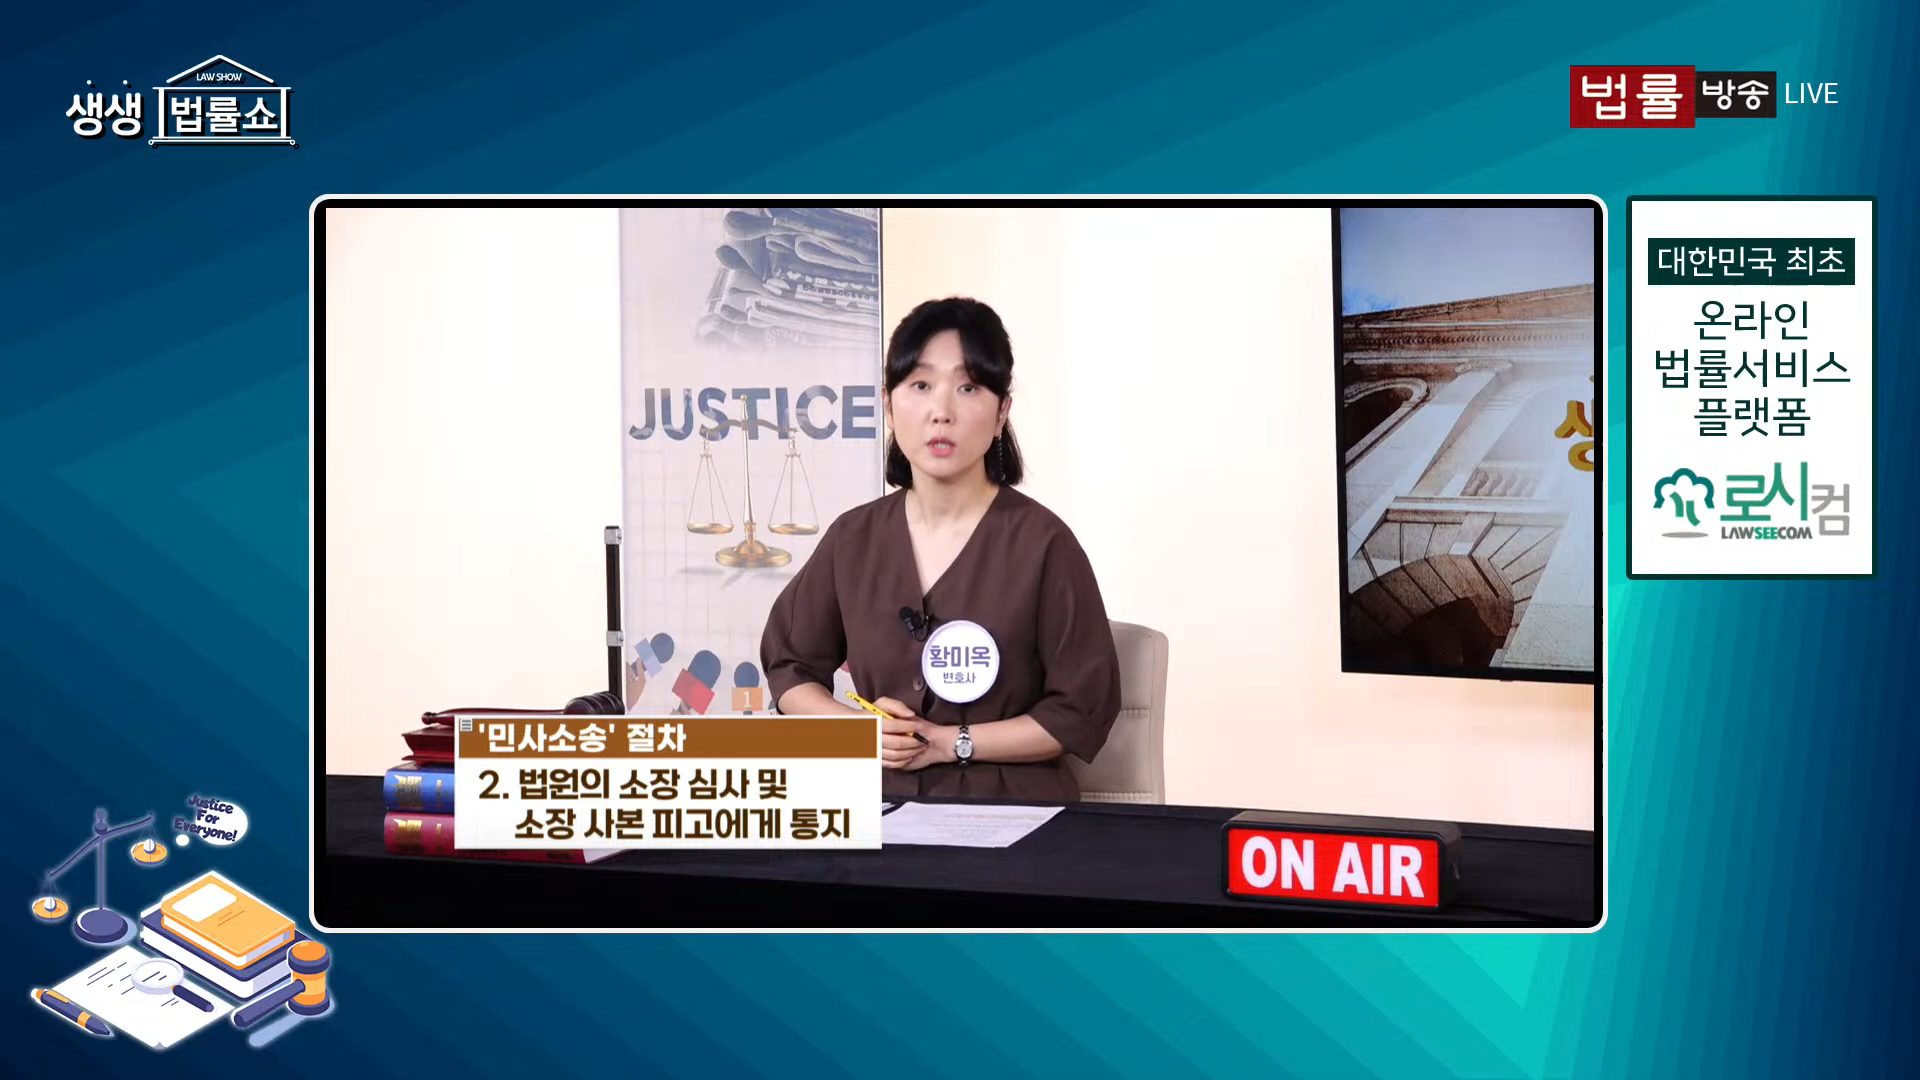 LAW SHOW
생생 법률쇼
법률방송 LIVE
대한민국 최초
온라인
법률서비스
플랫폼
로시컴
LAWSEECOM
JUSTICE
생
황미옥
변호사
1
'민사소송' 절차
2. 법원의 소장 심사 및
소장 사본 피고에게 통지
ON AIR
Justice
For
Everyone!